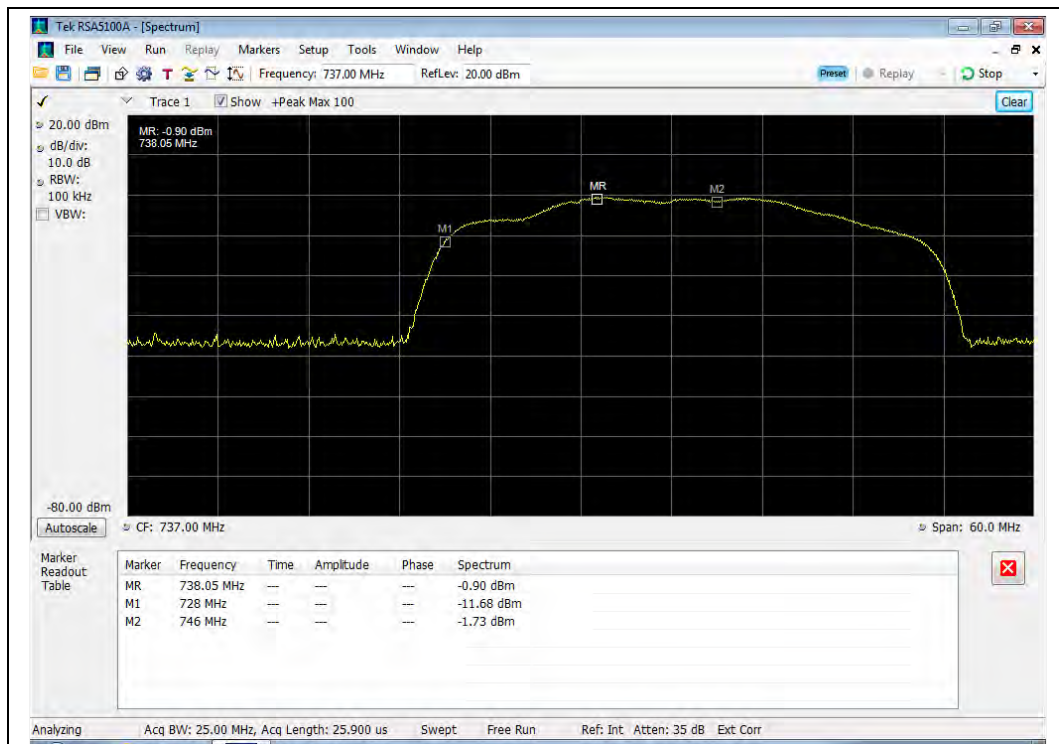 Tek RSA5100A - [Spectrum]
File View Run Replay Markers Setup Tools Window Help
T Frequency: 737.00 MHz RefLev: 20.00 dBm Preset Replay Stop
Trace 1 Show +Peak Max 100 Clear
20.00 dBm
dB/div:
10.0 dB
RBW:
100 kHz
VBW:
MR: -0.90 dBm
738.05 MHz
MR
M2
M1
-80.00 dBm
Autoscale CF: 737.00 MHz Span: 60.0 MHz
Marker
Readout
Table
Marker Frequency Time Amplitude Phase Spectrum
MR 738.05 MHz --- --- --- -0.90 dBm
M1 728 MHz --- --- --- -11.68 dBm
M2 746 MHz --- --- --- -1.73 dBm
Analyzing Acq BW: 25.00 MHz, Acq Length: 25.900 us Swept Free Run Ref: Int Atten: 35 dB Ext Corr